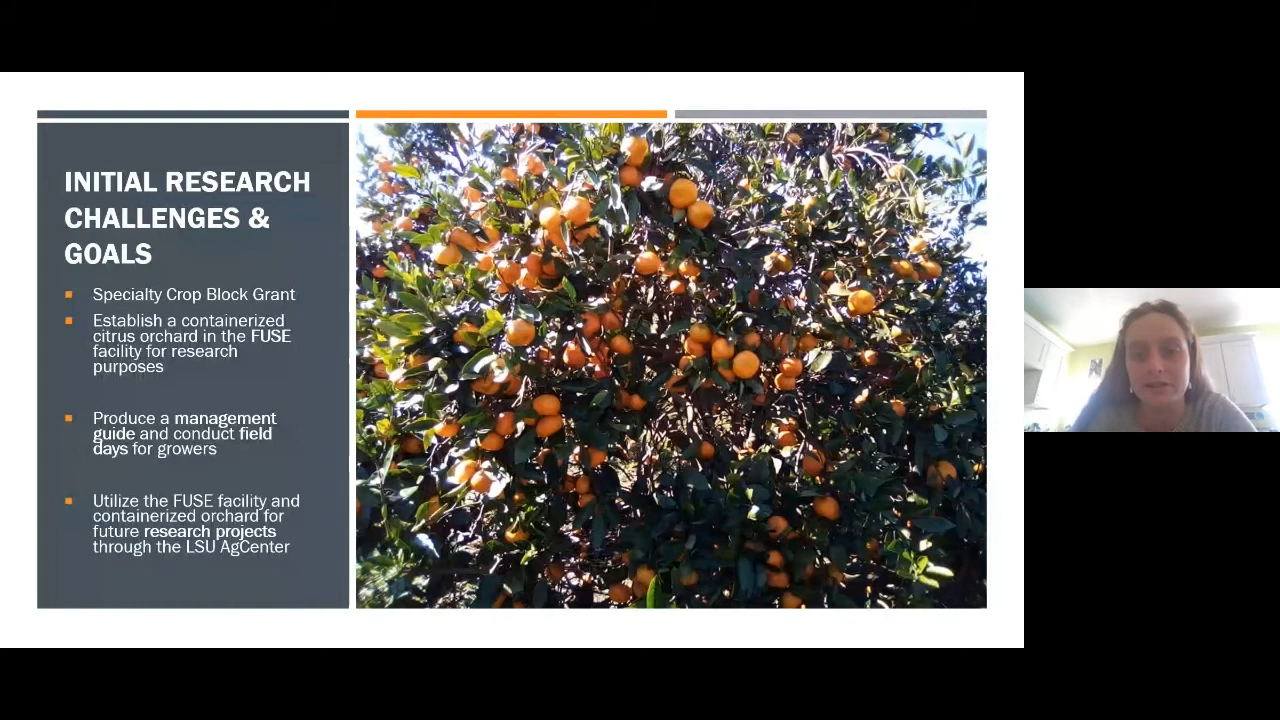 INITIAL RESEARCH
CHALLENGES &
GOALS
Specialty Crop Block Grant
Establish a containerized
citrus orchard in the FUSE
facility for research
purposes
Produce a management
guide and conduct field
days for growers
Utilize the FUSE facility and
containerized orchard for
future research projects
through the LSU AgCenter